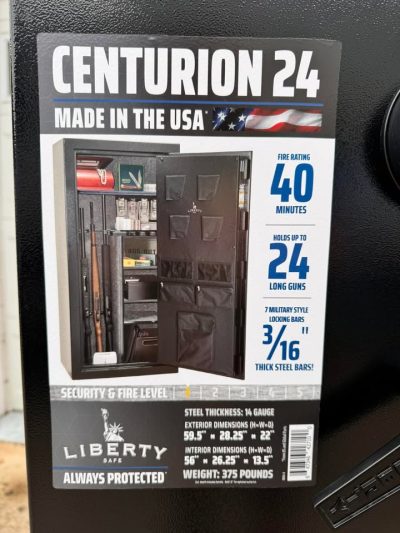 CENTURION 24
MADE IN THE USA*
FIRE RATING
40
MINUTES
HOLDS UP TO
24
LONG GUNS
7 MILITARY STYLE
LOCKING BARS
3/16"
THICK STEEL BARS!
LIBERTY
SECURITY & FIRE LEVEL 1 2 3 4 5
LIBERTY
SAFE
ALWAYS PROTECTED™
STEEL THICKNESS: 14 GAUGE
EXTERIOR DIMENSIONS (H×W×D)
59.5" × 28.25" × 22"
INTERIOR DIMENSIONS (H×W×D)
56" × 26.25" × 13.5"
WEIGHT: 375 POUNDS